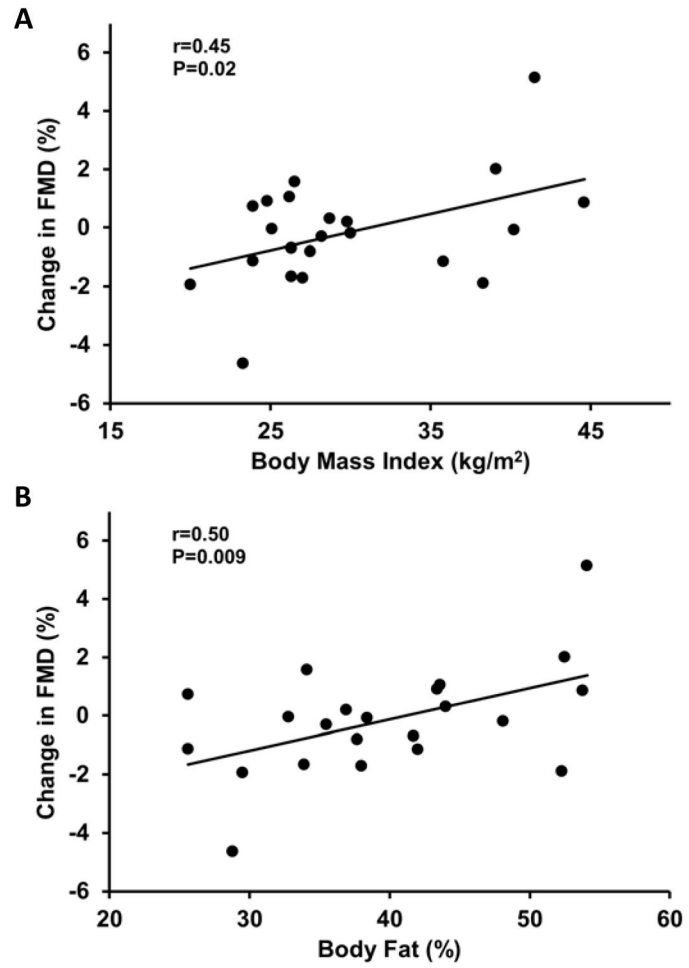 A
r=0.45
P=0.02
Change in FMD (%)
6
4
2
0
-2
-4
-6
15 25 35 45
Body Mass Index (kg/m²)
B
r=0.50
P=0.009
Change in FMD (%)
6
4
2
0
-2
-4
-6
20 30 40 50 60
Body Fat (%)